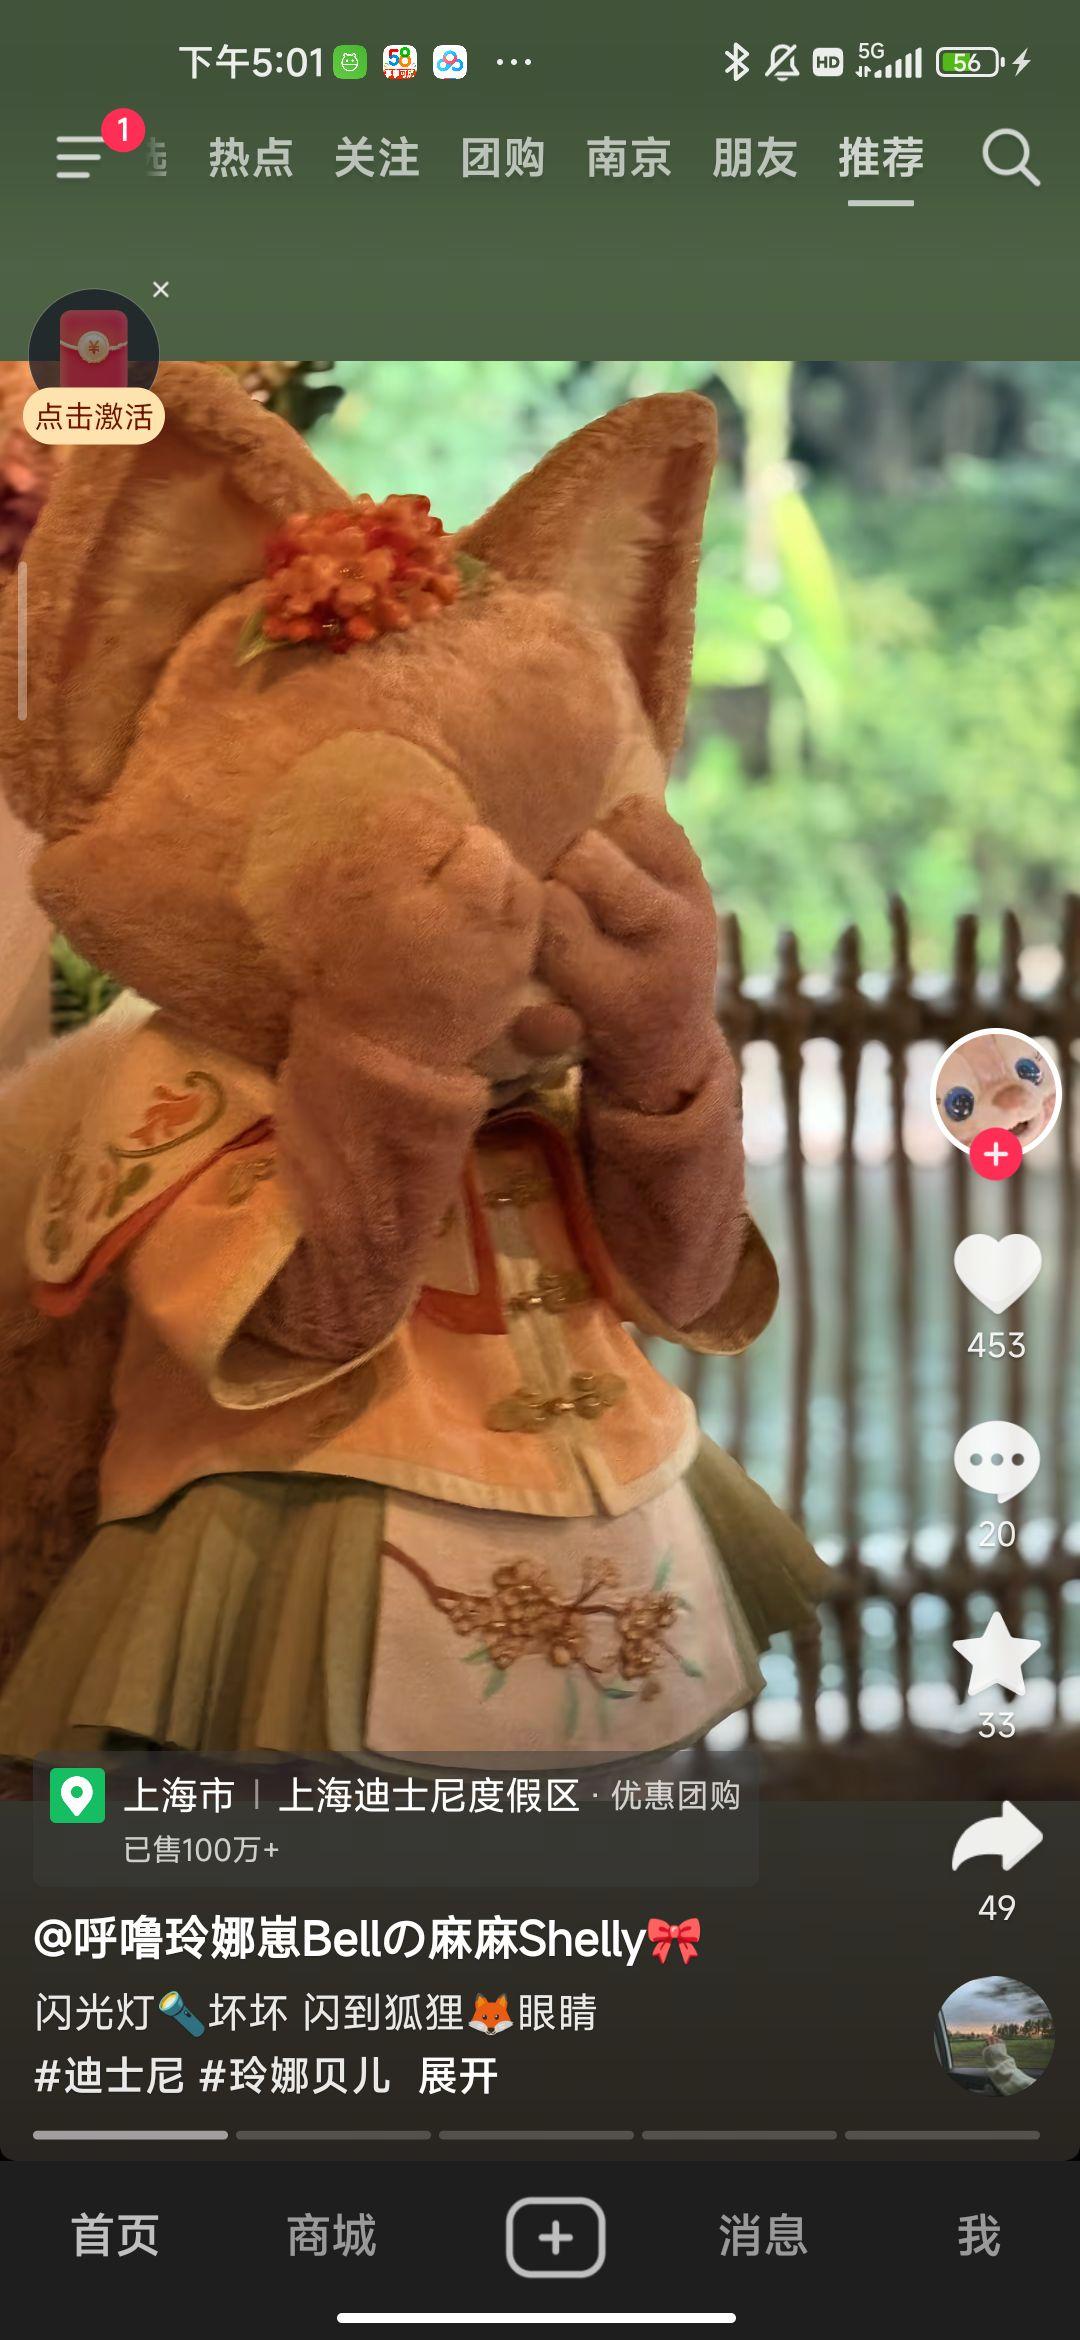 下午5:01
58
HD
5G
56
1
热点 关注 团购 南京 朋友 推荐
点击激活
453
20
33
上海市 | 上海迪士尼度假区 · 优惠团购
已售100万+
49
@呼噜玲娜崽Bellの麻麻Shelly🎀
闪光灯🔦坏坏 闪到狐狸🦊眼睛
#迪士尼 #玲娜贝儿 展开
首页 商城 消息 我